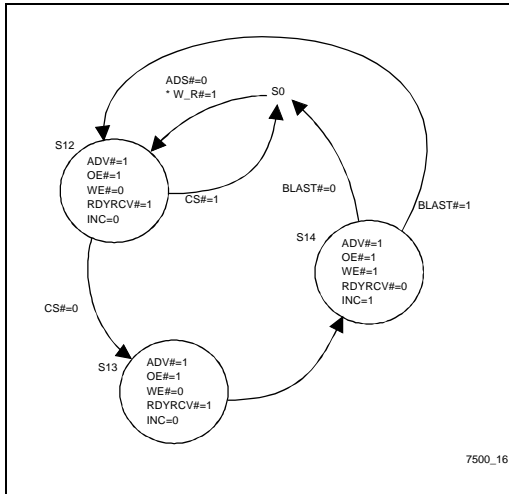 ADS#=0
* W_R#=1
S0
S12
ADV#=1
OE#=1
WE#=0
RDYRCV#=1
INC=0
CS#=1
BLAST#=0
BLAST#=1
S14
ADV#=1
OE#=1
WE#=1
RDYRCV#=0
INC=1
CS#=0
S13
ADV#=1
OE#=1
WE#=0
RDYRCV#=1
INC=0
7500_16